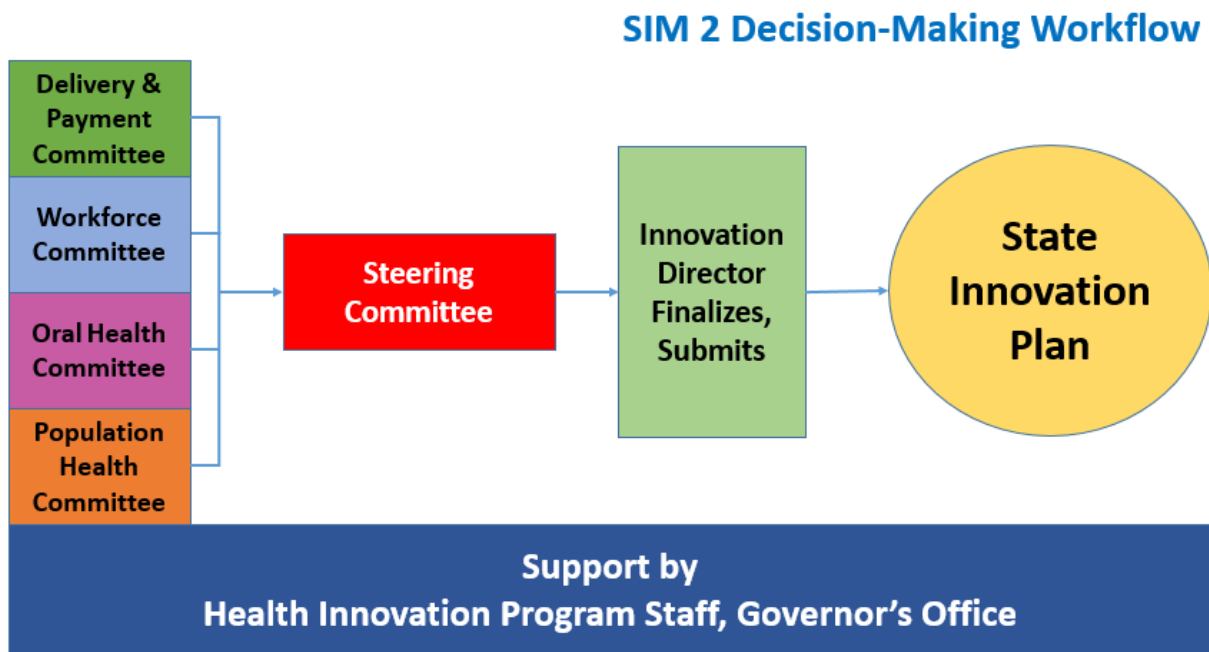 SIM 2 Decision-Making Workflow
Delivery &
Payment
Committee
Workforce
Committee
Oral Health
Committee
Population
Health
Committee
Steering
Committee
Innovation
Director
Finalizes,
Submits
State
Innovation
Plan
Support by
Health Innovation Program Staff, Governor’s Office